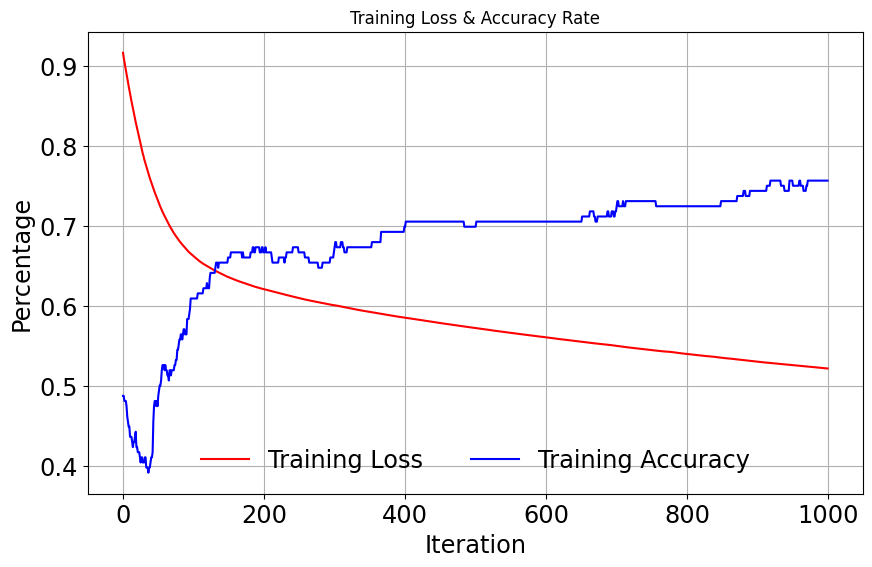 Training Loss & Accuracy Rate
Percentage
0.9
0.8
0.7
0.6
0.5
0.4
Training Loss
Training Accuracy
0 200 400 600 800 1000
Iteration